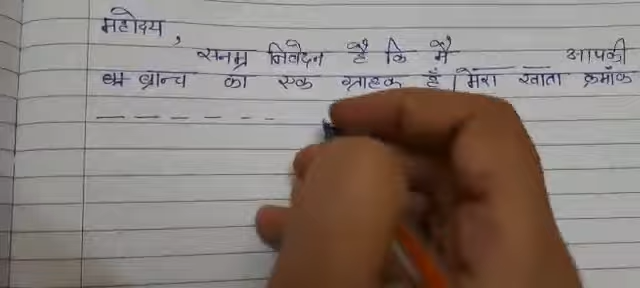 महोदय,
सनम्र निवेदन है कि मैं आपकी
ब्रान्च का एक ग्राहक हूँ। मेरा खाता क्रमाँक
— — — — — —